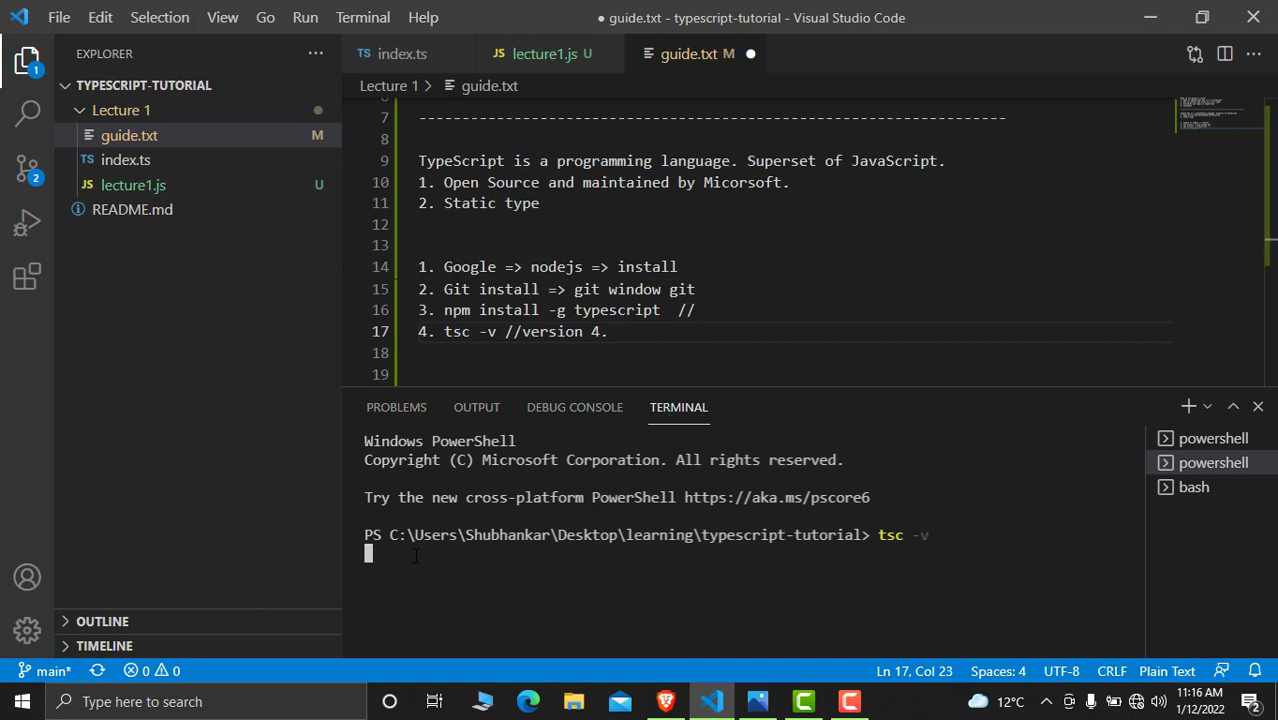 File Edit Selection View Go Run Terminal Help
● guide.txt - typescript-tutorial - Visual Studio Code
EXPLORER
TYPESCRIPT-TUTORIAL
Lecture 1
guide.txt M
TS index.ts
JS lecture1.js U
README.md
OUTLINE
TIMELINE
TS index.ts
JS lecture1.js U
guide.txt M
Lecture 1 > guide.txt
7 --------------------------------------------------------------------
8
9 TypeScript is a programming language. Superset of JavaScript.
10 1. Open Source and maintained by Micorsoft.
11 2. Static type
12
13
14 1. Google => nodejs => install
15 2. Git install => git window git
16 3. npm install -g typescript  //
17 4. tsc -v //version 4.
18
19
PROBLEMS OUTPUT DEBUG CONSOLE TERMINAL
Windows PowerShell
Copyright (C) Microsoft Corporation. All rights reserved.
Try the new cross-platform PowerShell https://aka.ms/pscore6
PS C:\Users\Shubhankar\Desktop\learning\typescript-tutorial> tsc -v
powershell
powershell
bash
1
2
main* 0 0 Ln 17, Col 23 Spaces: 4 UTF-8 CRLF Plain Text
Type here to search
12°C
11:16 AM
1/12/2022
2